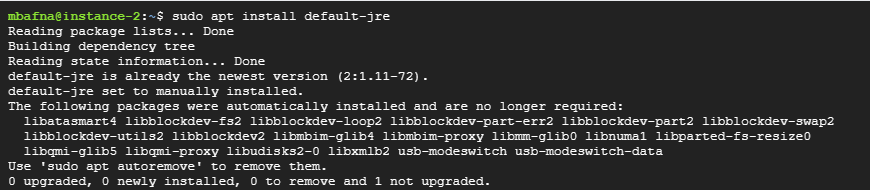 mbafna@instance-2:~$ sudo apt install default-jre
Reading package lists... Done
Building dependency tree
Reading state information... Done
default-jre is already the newest version (2:1.11-72).
default-jre set to manually installed.
The following packages were automatically installed and are no longer required:
  libatasmart4 libblockdev-fs2 libblockdev-loop2 libblockdev-part-err2 libblockdev-part2 libblockdev-swap2
  libblockdev-utils2 libblockdev2 libmbim-glib4 libmbim-proxy libmm-glib0 libnuma1 libparted-fs-resize0
  libqmi-glib5 libqmi-proxy libudisks2-0 libxmlb2 usb-modeswitch usb-modeswitch-data
Use 'sudo apt autoremove' to remove them.
0 upgraded, 0 newly installed, 0 to remove and 1 not upgraded.